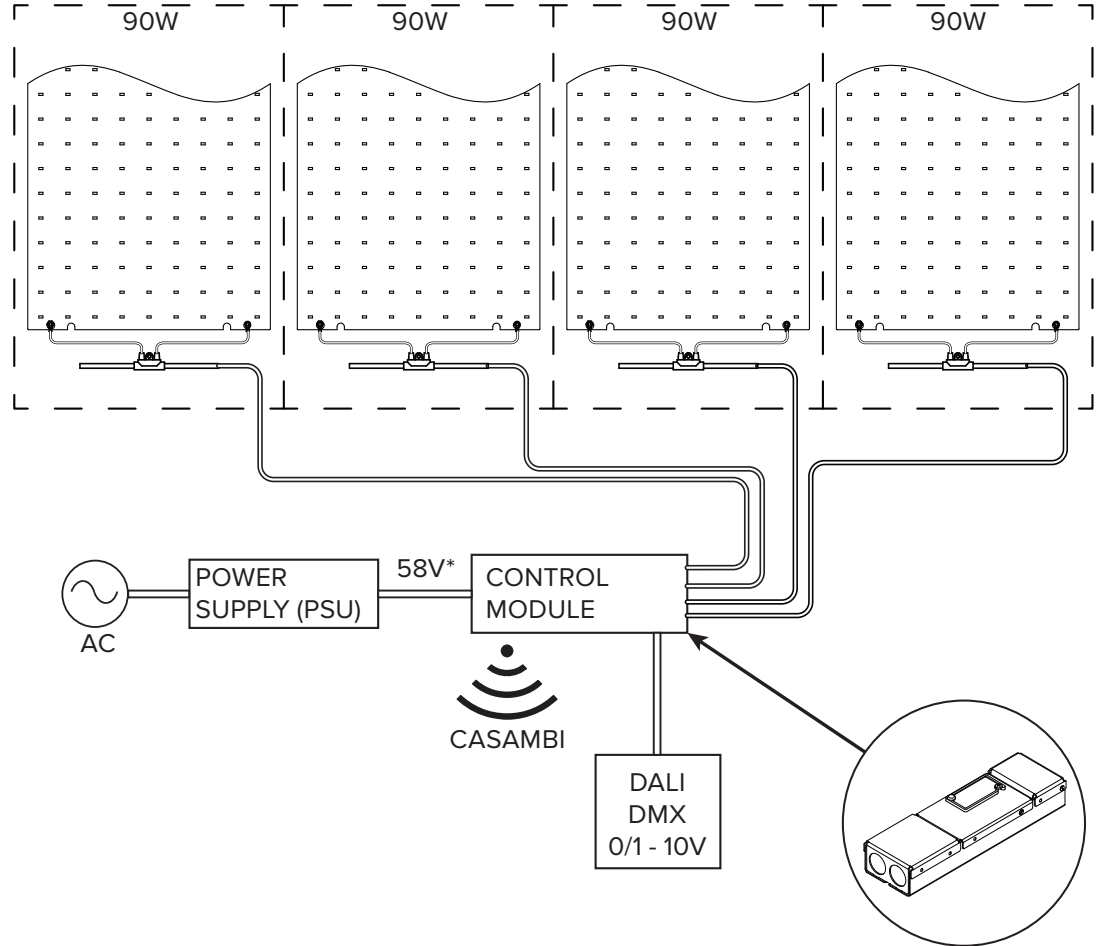 90W
90W
90W
90W
58V*
POWER
SUPPLY (PSU)
CONTROL
MODULE
AC
CASAMBI
DALI
DMX
0/1 - 10V